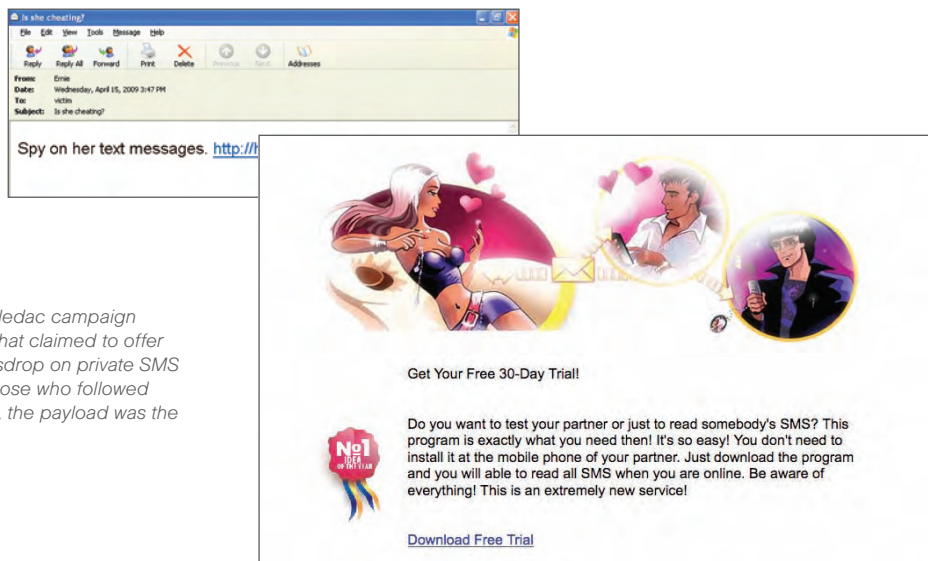 Is she cheating?
File Edit View Tools Message Help
Reply Reply All Forward Print Delete Previous Next Addresses
From: Ernie
Date: Wednesday, April 15, 2009 3:47 PM
To: victim
Subject: Is she cheating?
Spy on her text messages. http://h
ledac campaign
hat claimed to offer
sdrop on private SMS
ose who followed
, the payload was the
Get Your Free 30-Day Trial!
No1
IDEA
OF THE YEAR
Do you want to test your partner or just to read somebody's SMS? This
program is exactly what you need then! It's so easy! You don't need to
install it at the mobile phone of your partner. Just download the program
and you will able to read all SMS when you are online. Be aware of
everything! This is an extremely new service!
Download Free Trial